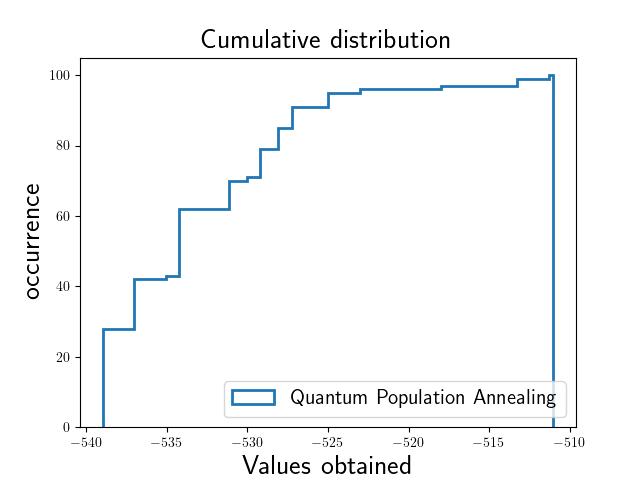 Cumulative distribution
occurrence
100
80
60
40
20
0
−540 −535 −530 −525 −520 −515 −510
Values obtained
Quantum Population Annealing